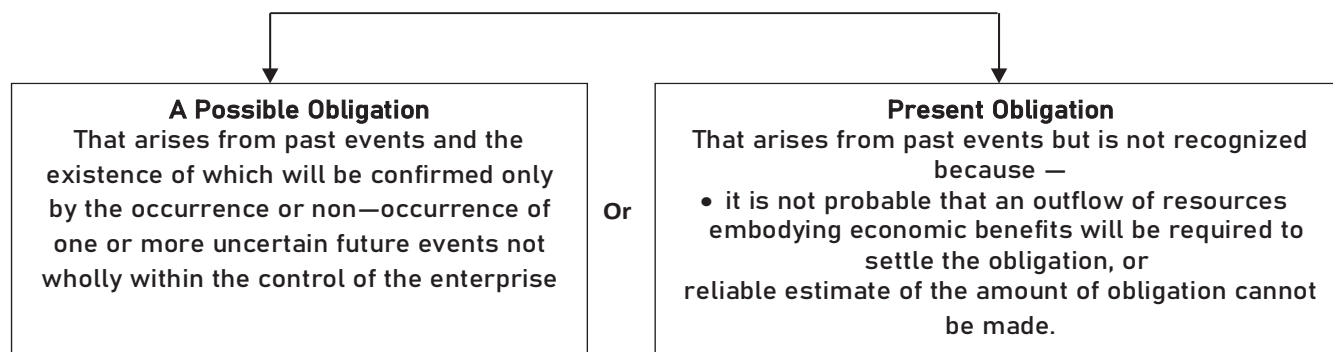 A Possible Obligation
That arises from past events and the
existence of which will be confirmed only
by the occurrence or non—occurrence of
one or more uncertain future events not
wholly within the control of the enterprise
Or
Present Obligation
That arises from past events but is not recognized
because —
• it is not probable that an outflow of resources
embodying economic benefits will be required to
settle the obligation, or
reliable estimate of the amount of obligation cannot
be made.